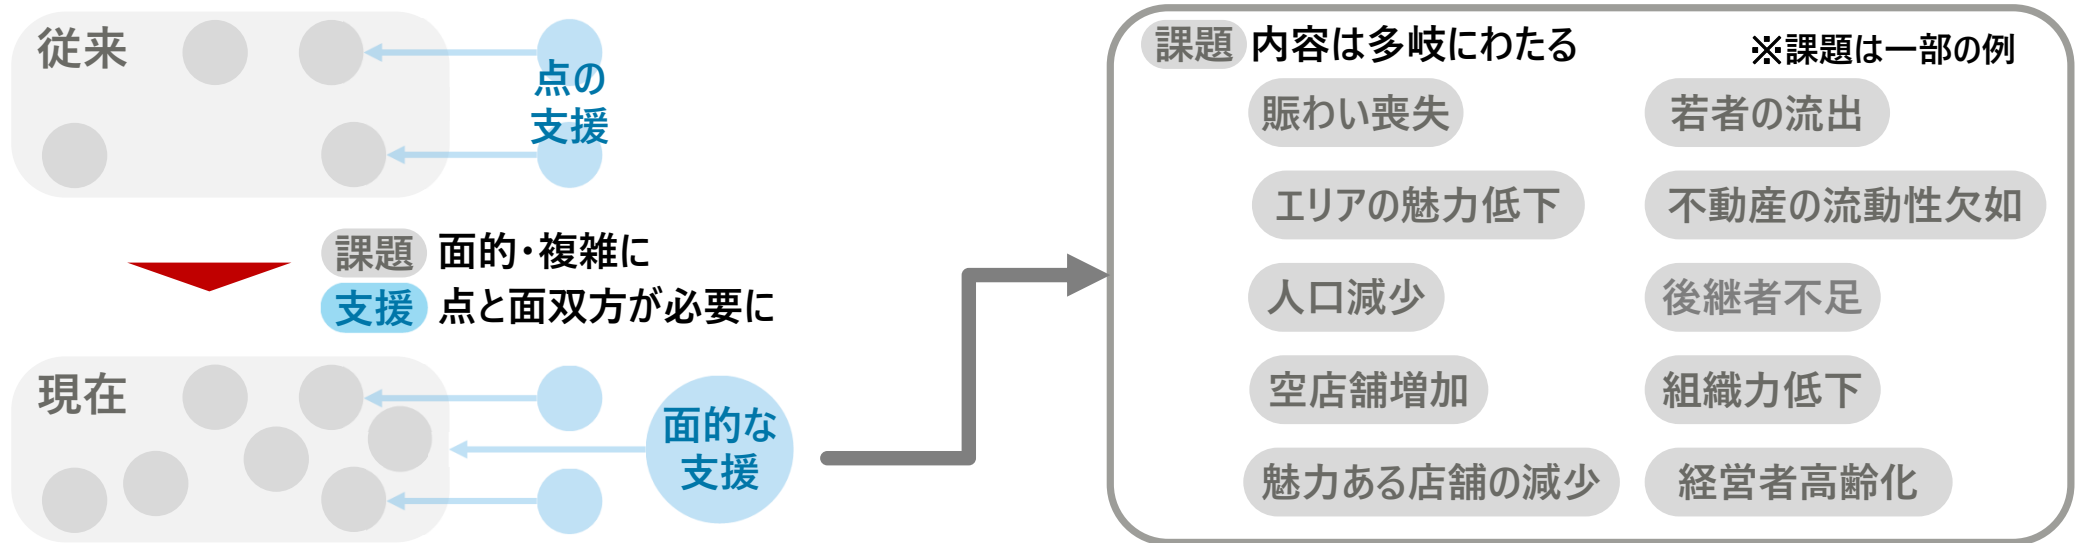 従来
点の
支援
課題 面的・複雑に
支援 点と面双方が必要に
現在
面的な
支援
課題 内容は多岐にわたる ※課題は一部の例
賑わい喪失 若者の流出
エリアの魅力低下 不動産の流動性欠如
人口減少 後継者不足
空店舗増加 組織力低下
魅力ある店舗の減少 経営者高齢化